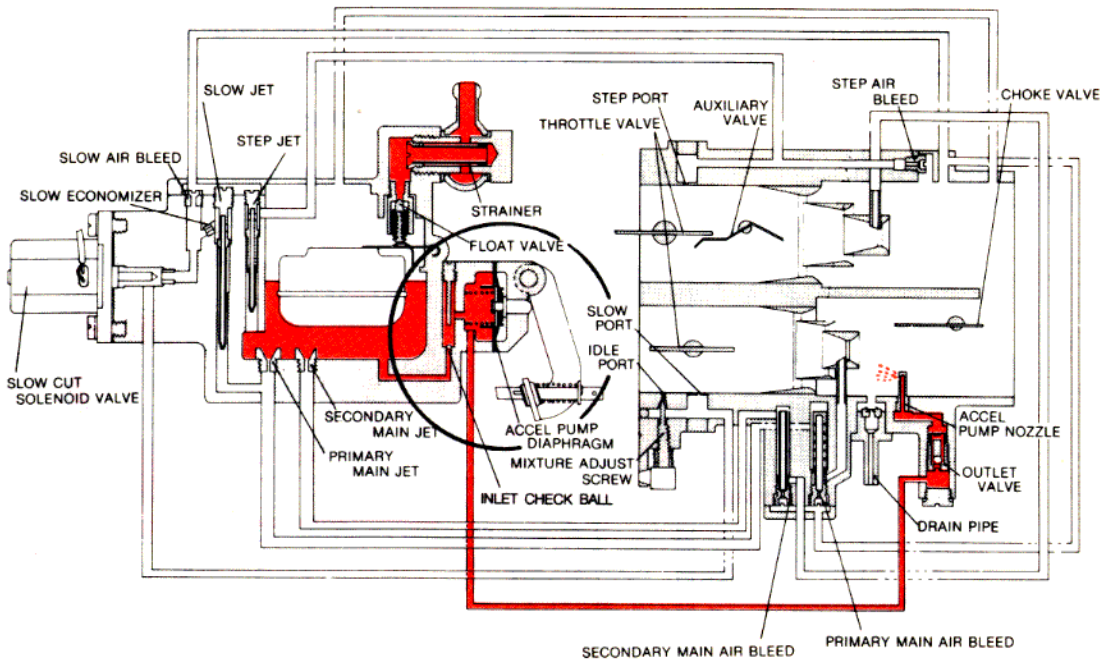 SLOW JET
SLOW AIR BLEED
STEP JET
SLOW ECONOMIZER
STRAINER
FLOAT VALVE
STEP PORT
THROTTLE VALVE
AUXILIARY
VALVE
STEP AIR
BLEED
CHOKE VALVE
SLOW
PORT
IDLE
PORT
SLOW CUT
SOLENOID VALVE
SECONDARY
MAIN JET
PRIMARY
MAIN JET
ACCEL PUMP
DIAPHRAGM
MIXTURE ADJUST
SCREW
INLET CHECK BALL
ACCEL
PUMP NOZZLE
OUTLET
VALVE
DRAIN PIPE
SECONDARY MAIN AIR BLEED
PRIMARY MAIN AIR BLEED